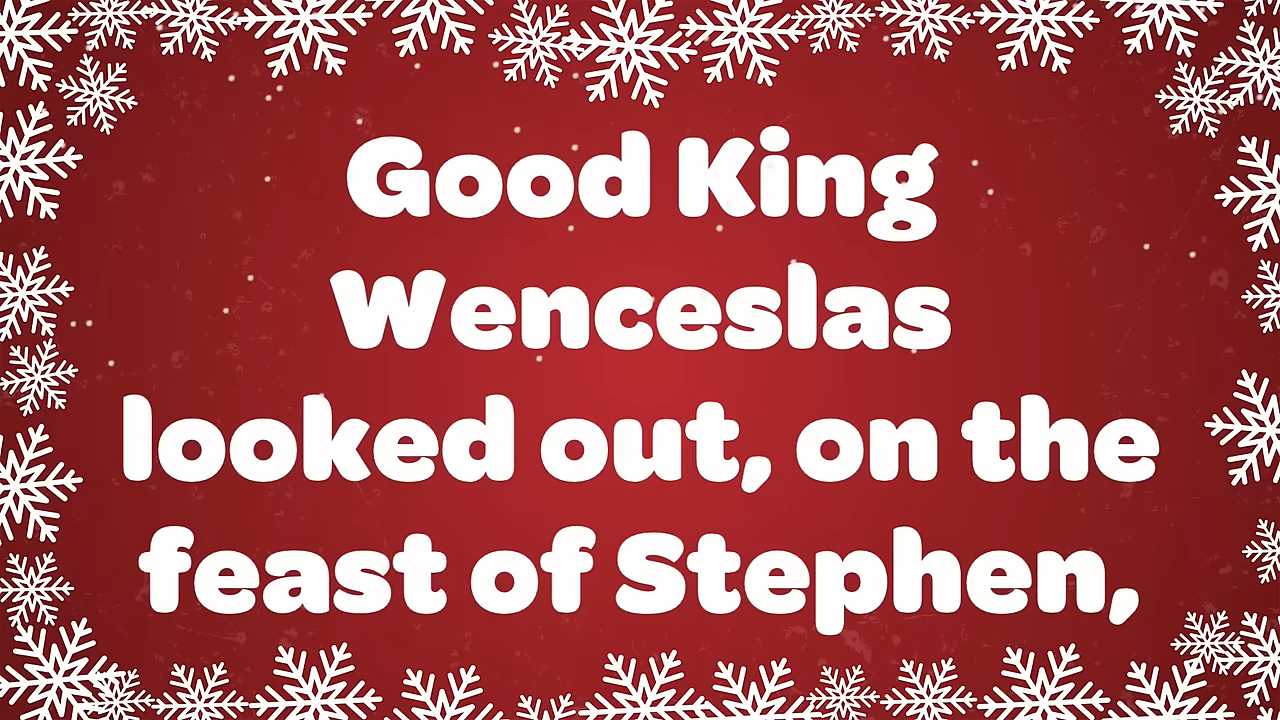 Good King
Wenceslas
looked out, on the
feast of Stephen,